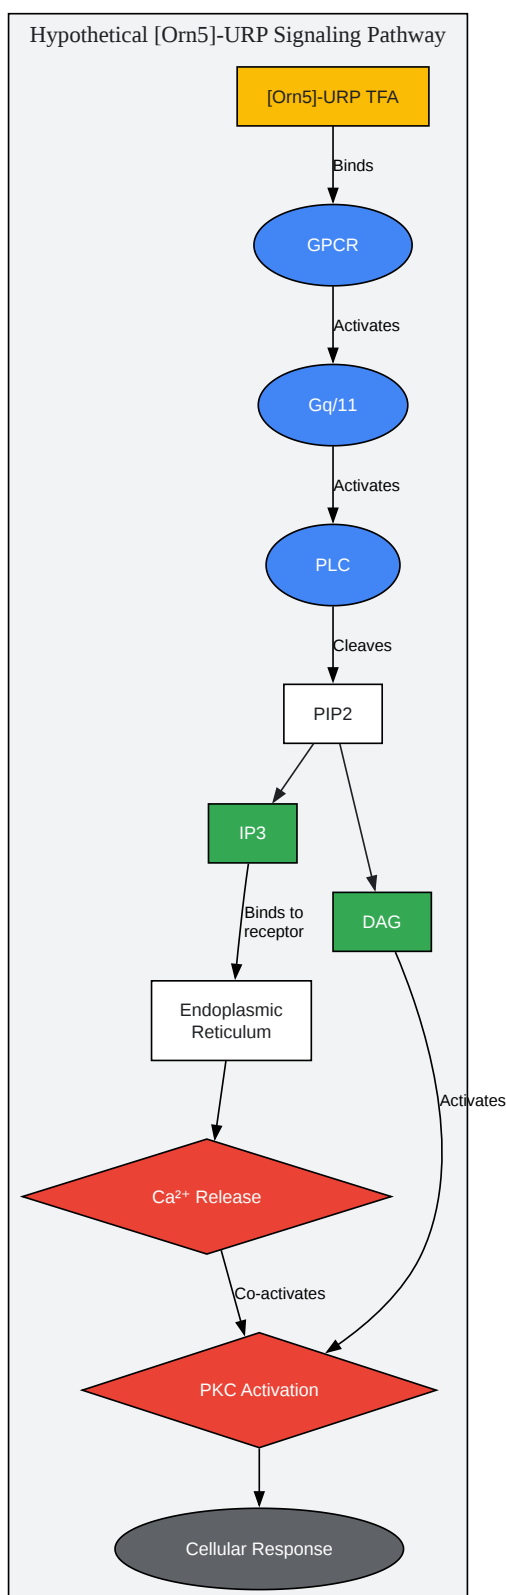 Hypothetical [Orn5]-URP Signaling Pathway
[Orn5]-URP TFA
Binds
GPCR
Activates
Gq/11
Activates
PLC
Cleaves
PIP2
IP3
DAG
Binds to
receptor
Endoplasmic
Reticulum
Activates
Ca²⁺ Release
Co-activates
PKC Activation
Cellular Response